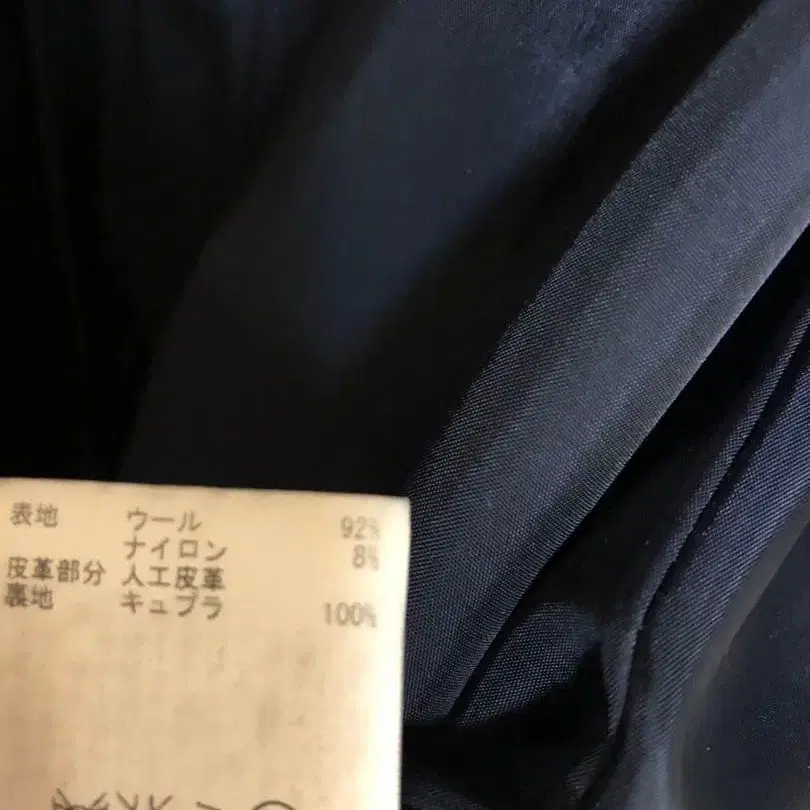 表地 ウール 92%
ナイロン 8%
皮革部分 人工皮革
裏地 キュプラ 100%